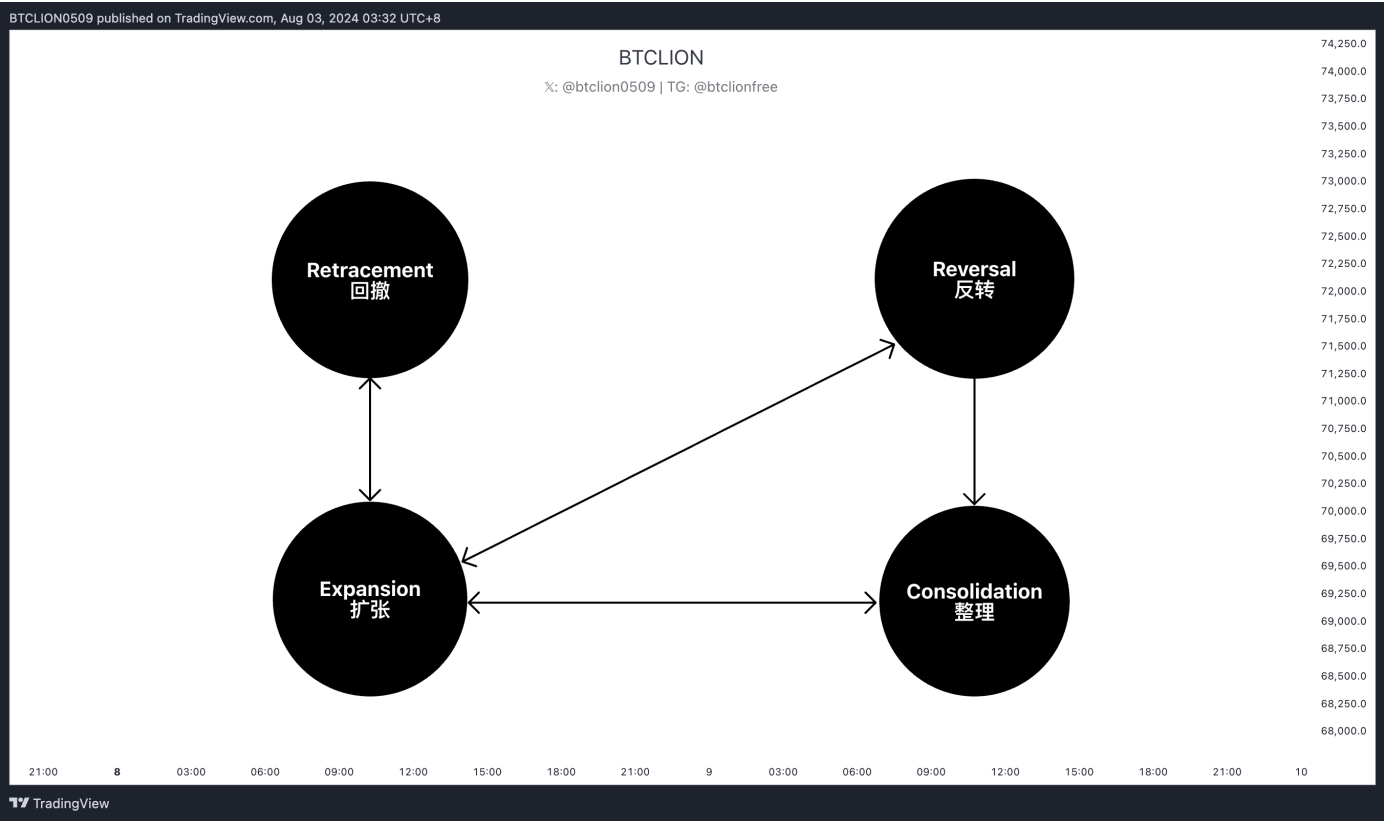 BTCLION0509 published on TradingView.com, Aug 03, 2024 03:32 UTC+8
BTCLION
𝕏: @btclion0509 | TG: @btclionfree
Retracement
回撤
Reversal
反转
Expansion
扩张
Consolidation
整理
74,250.0
74,000.0
73,750.0
73,500.0
73,250.0
73,000.0
72,750.0
72,500.0
72,250.0
72,000.0
71,750.0
71,500.0
71,250.0
71,000.0
70,750.0
70,500.0
70,250.0
70,000.0
69,750.0
69,500.0
69,250.0
69,000.0
68,750.0
68,500.0
68,250.0
68,000.0
21:00 8 03:00 06:00 09:00 12:00 15:00 18:00 21:00 9 03:00 06:00 09:00 12:00 15:00 18:00 21:00 10
TradingView